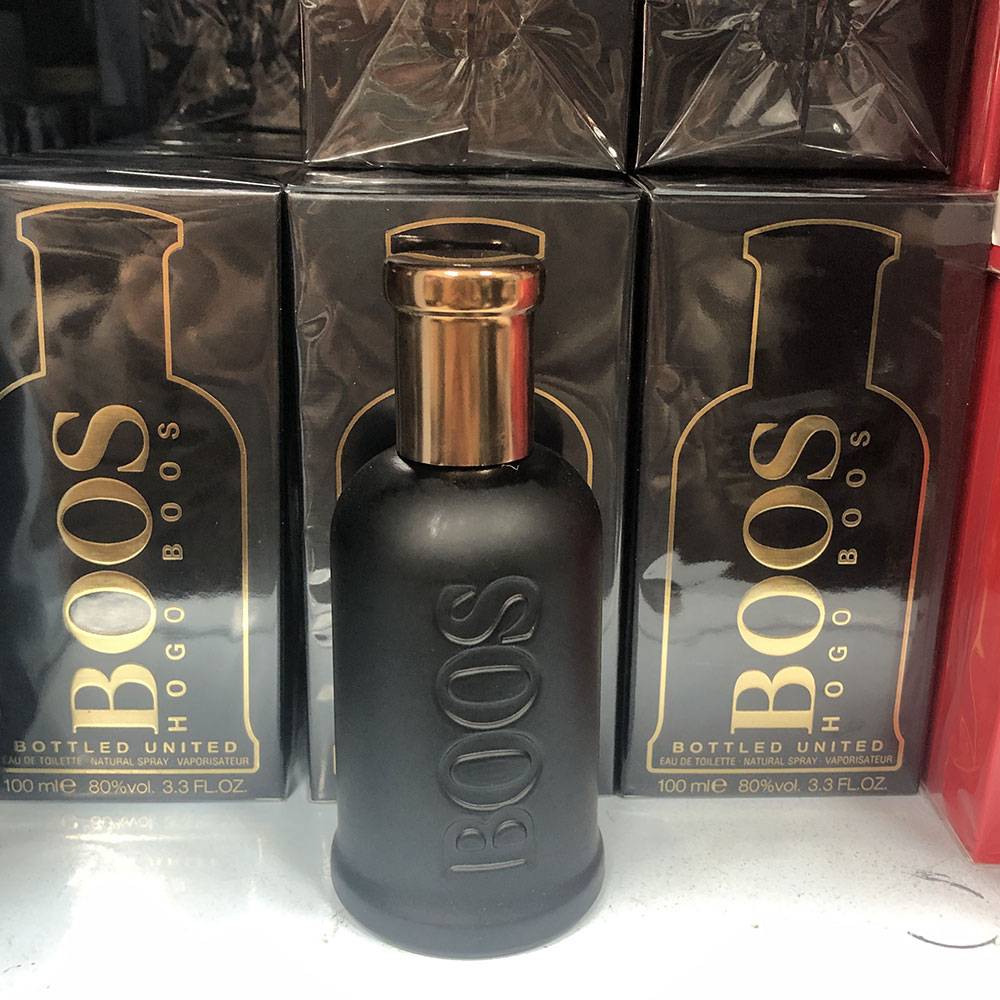 BOOS
HOGO BOOS
BOTTLED UNITED
EAU DE TOILETTE · NATURAL SPRAY · VAPORISATEUR
100 ml e 80%vol. 3.3 FL.OZ.
BOOS
BOOS
HOGO BOOS
BOTTLED UNITED
EAU DE TOILETTE · NATURAL SPRAY · VAPORISATEUR
100 ml e 80%vol. 3.3 FL.OZ.